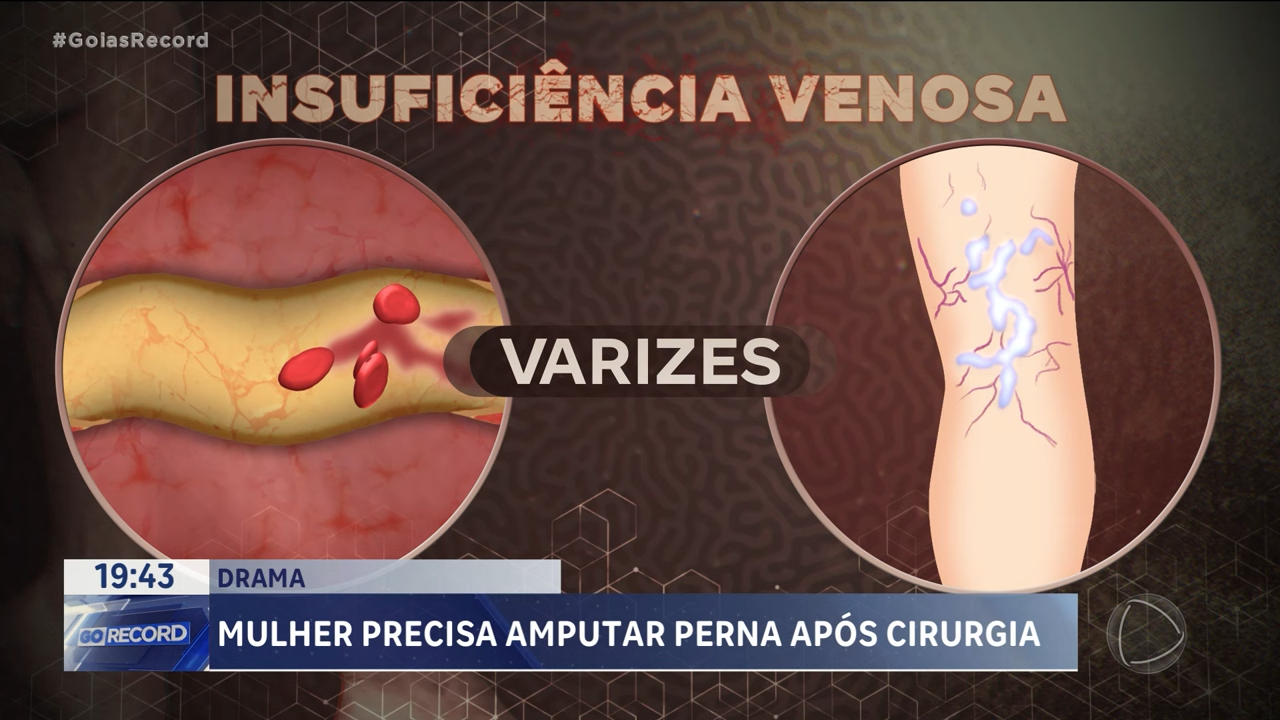 #GoiasRecord
INSUFICIÊNCIA VENOSA
VARIZES
19:43 DRAMA
GO RECORD
MULHER PRECISA AMPUTAR PERNA APÓS CIRURGIA